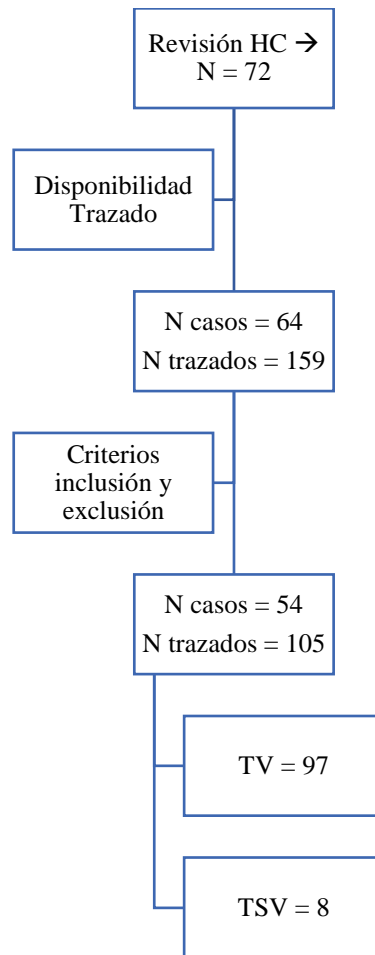 Revisión HC →
N = 72
Disponibilidad
Trazado
N casos = 64
N trazados = 159
Criterios
inclusión y
exclusión
N casos = 54
N trazados = 105
TV = 97
TSV = 8